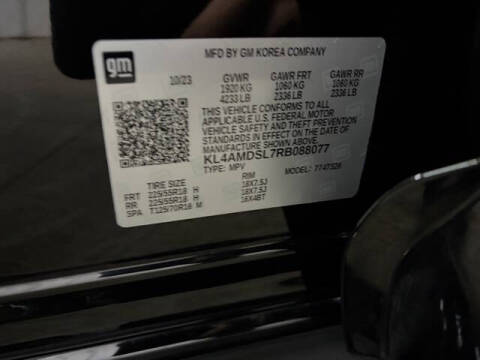 gm
MFD BY GM KOREA COMPANY
10/23 GVWR GAWR FRT GAWR RR
1920 KG 1060 KG 1060 KG
4233 LB 2336 LB 2336 LB
THIS VEHICLE CONFORMS TO ALL
APPLICABLE U.S. FEDERAL MOTOR
VEHICLE SAFETY, BUMPER, AND THEFT
PREVENTION STANDARDS IN EFFECT ON
THE DATE OF MANUFACTURE SHOWN ABOVE.
KL4AMDSL7RB088077
TYPE: MPV MODEL: 7747526
TIRE SIZE RIM
FRT 225/55R18 H 18X7.5J
RR 225/55R18 H 18X7.5J
SPA T125/70R16 M 16X4BT